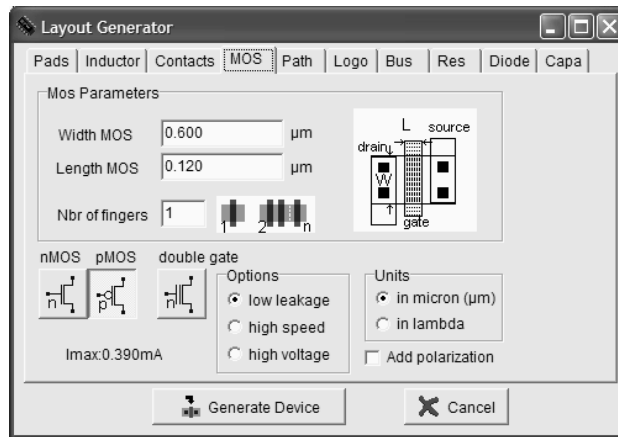 Layout Generator
Pads Inductor Contacts MOS Path Logo Bus Res Diode Capa
Mos Parameters
Width MOS 0.600 μm
Length MOS 0.120 μm
Nbr of fingers 1
1 2 n
L source
drain
W
gate
nMOS pMOS double gate
n p n
Imax:0.390mA
Options
low leakage
high speed
high voltage
Units
in micron (μm)
in lambda
Add polarization
Generate Device Cancel